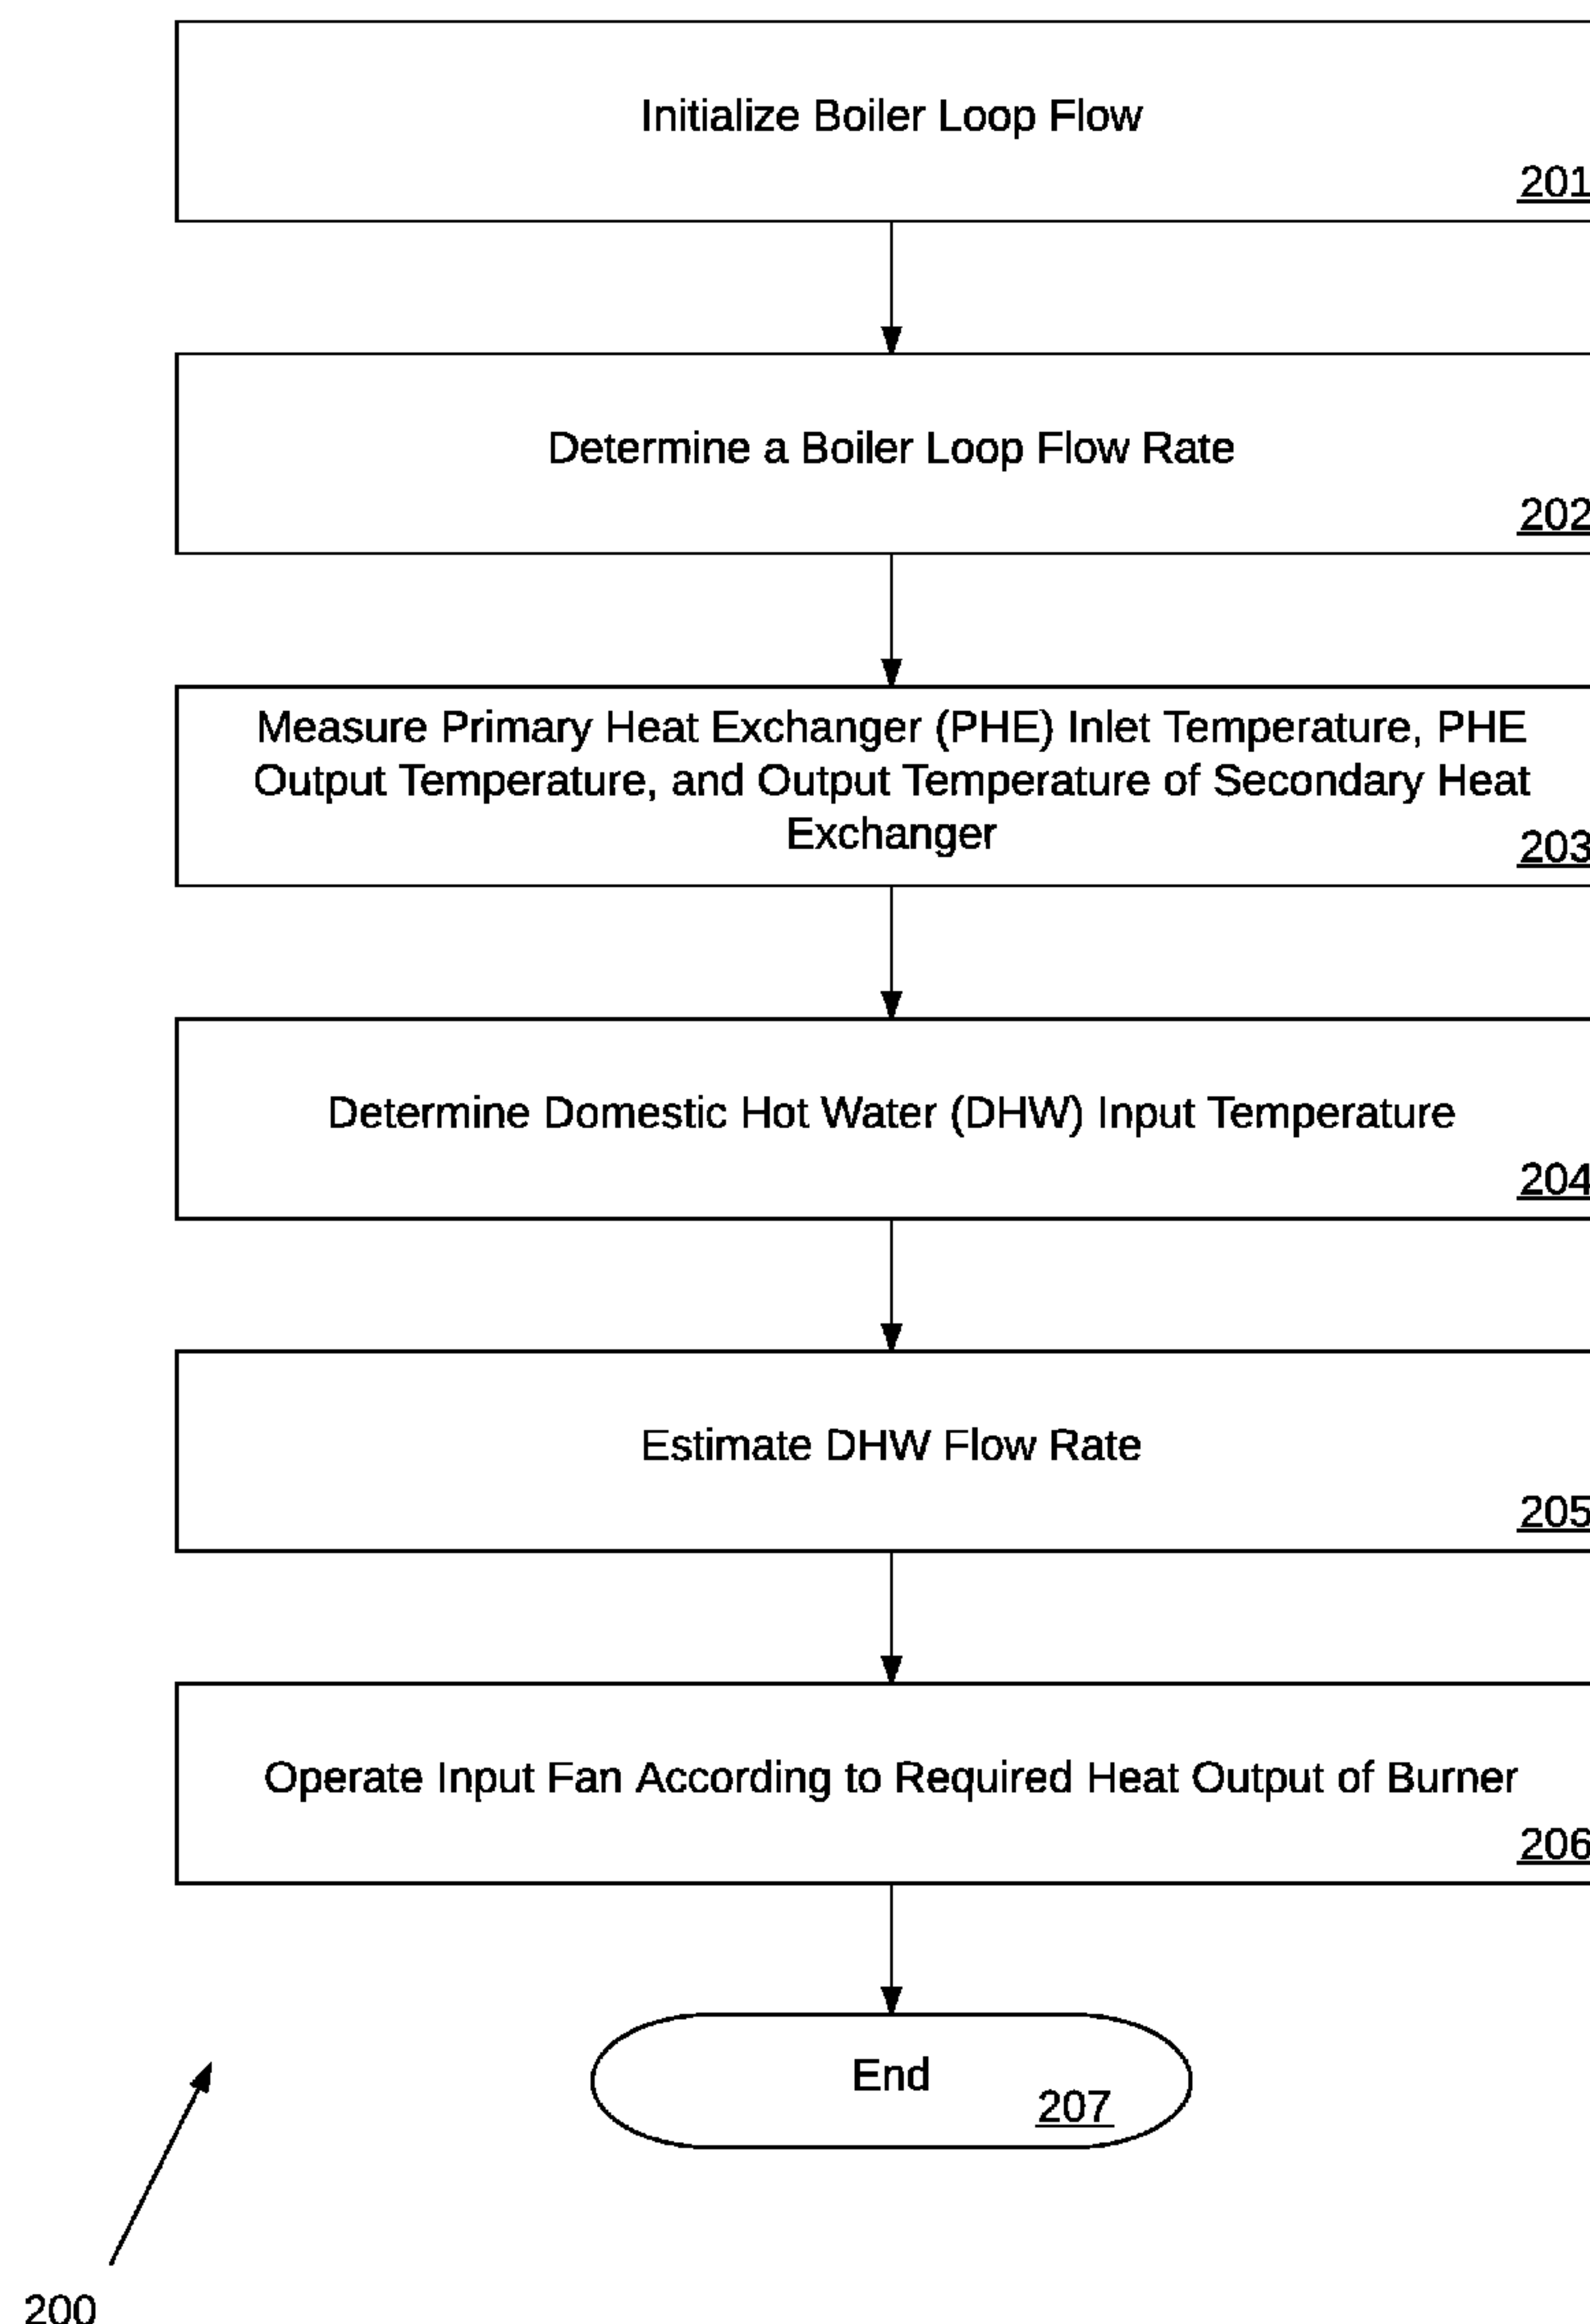 Initialize Boiler Loop Flow
201
Determine a Boiler Loop Flow Rate
202
Measure Primary Heat Exchanger (PHE) Inlet Temperature, PHE
Output Temperature, and Output Temperature of Secondary Heat
Exchanger
203
Determine Domestic Hot Water (DHW) Input Temperature
204
Estimate DHW Flow Rate
205
Operate Input Fan According to Required Heat Output of Burner
206
End
207
200